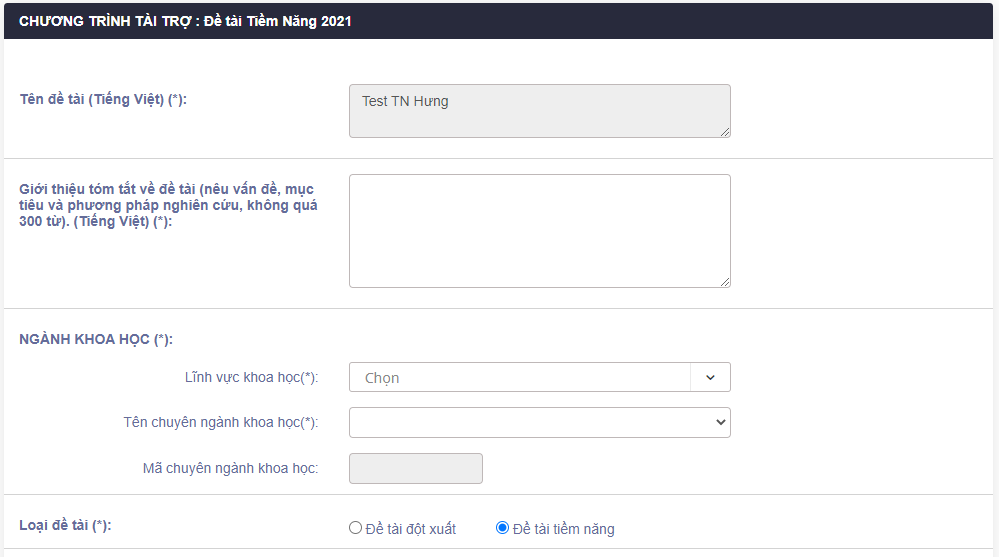 CHƯƠNG TRÌNH TÀI TRỢ : Đề tài Tiềm Năng 2021
Tên đề tài (Tiếng Việt) (*):
Test TN Hưng
Giới thiệu tóm tắt về đề tài (nêu vấn đề, mục
tiêu và phương pháp nghiên cứu, không quá
300 từ). (Tiếng Việt) (*):
NGÀNH KHOA HỌC (*):
Lĩnh vực khoa học(*):
Chọn
Tên chuyên ngành khoa học(*):
Mã chuyên ngành khoa học:
Loại đề tài (*):
Đề tài đột xuất
Đề tài tiềm năng